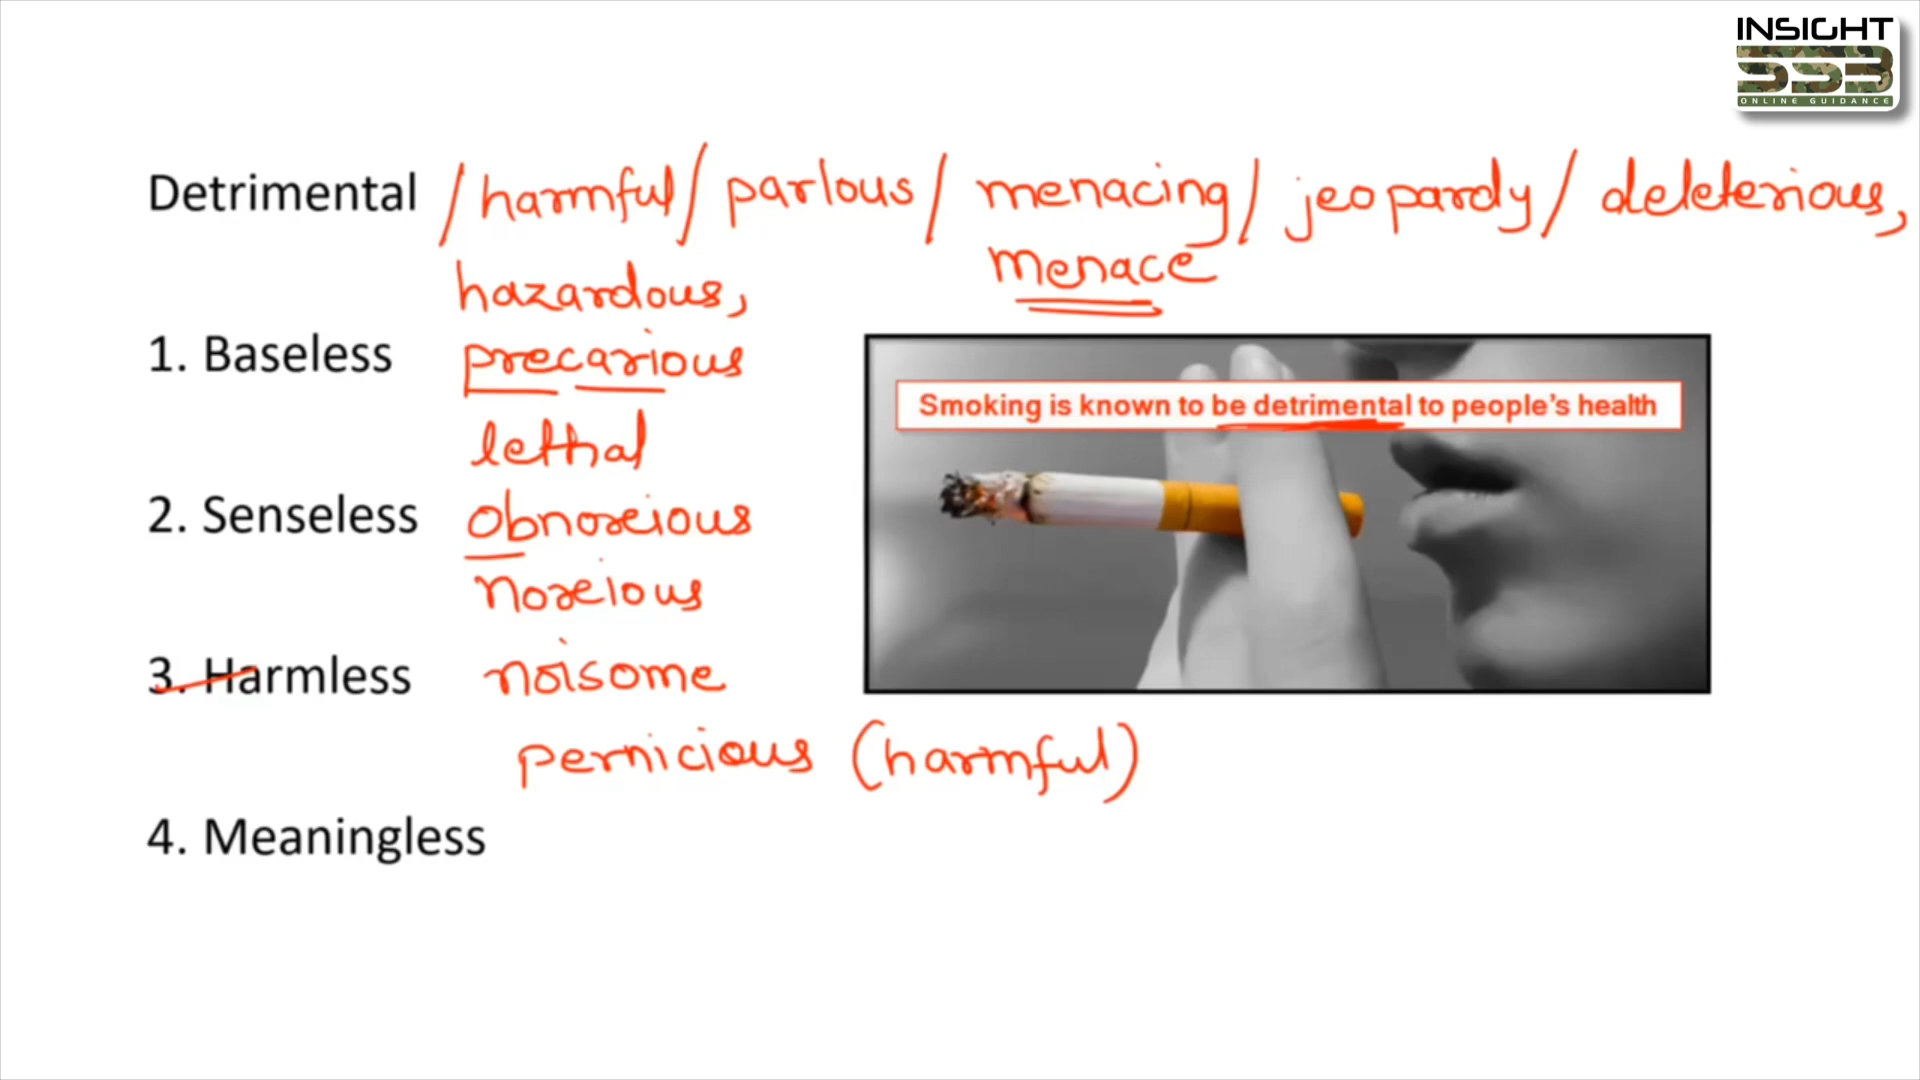 INSIGHT
SSB
ONLINE GUIDANCE
Detrimental / harmful / parlous / menacing / jeopardy / deleterious,
menace
hazardous,
1. Baseless precarious
Smoking is known to be detrimental to people's health
lethal
2. Senseless obnoxious
noxious
3. Harmless noisome
pernicious (harmful)
4. Meaningless